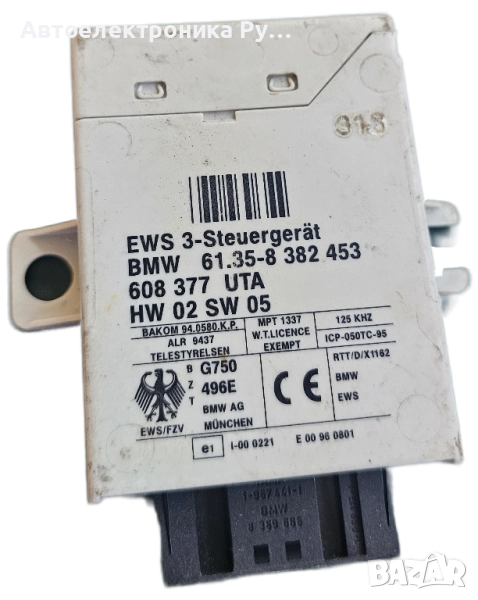 Автоелектроника Ру...
EWS 3-Steuergerät
BMW 61.35-8 382 453
608 377 UTA
HW 02 SW 05
BAKOM 94.0580.K.P.
ALR 9437
TELESTYRELSEN
MPT 1337
W.T.LICENCE
EXEMPT
125 KHZ
ICP-050TC-95
RTT/D/X1162
BMW
EWS
B
Z
T
G750
496E
BMW AG
MÜNCHEN
EWS/FZV
CE
e1
I-00 0221
E 00 96 0801
BMW
BAZAR